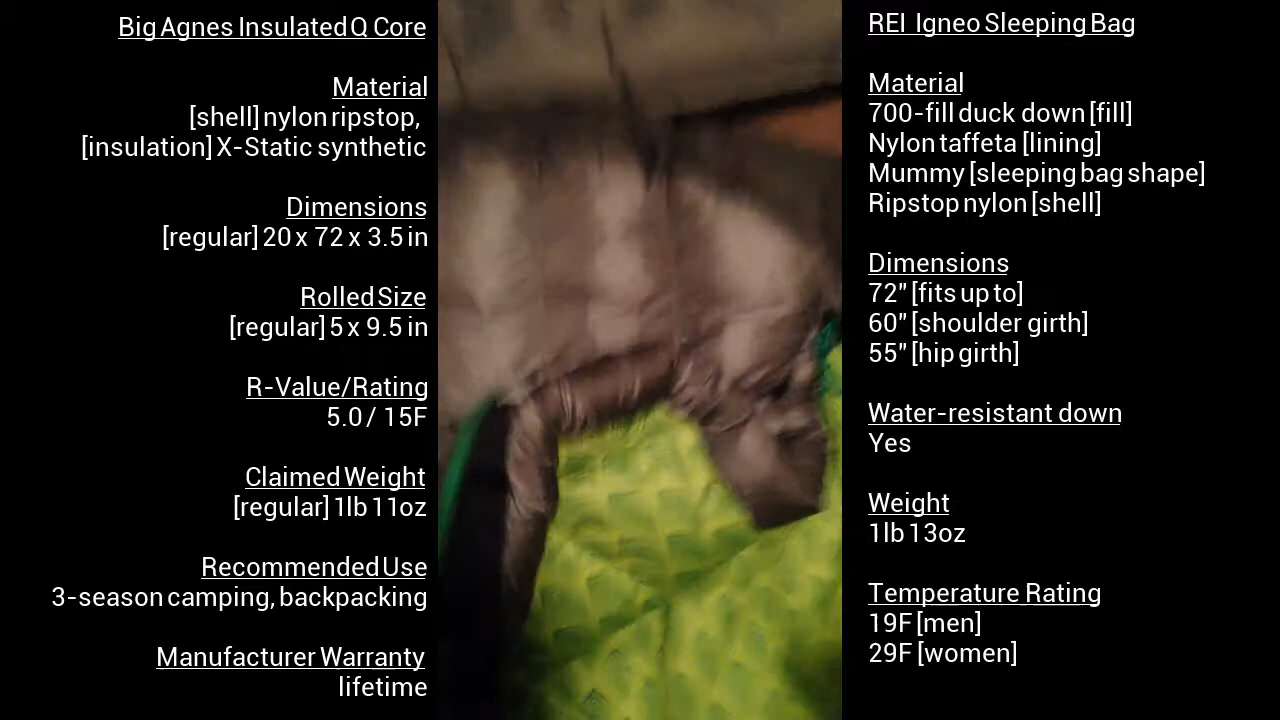 Big Agnes Insulated Q Core
Material
[shell] nylon ripstop,
[insulation] X-Static synthetic
Dimensions
[regular] 20 x 72 x 3.5 in
Rolled Size
[regular] 5 x 9.5 in
R-Value/Rating
5.0 / 15F
Claimed Weight
[regular] 1lb 11oz
Recommended Use
3-season camping, backpacking
Manufacturer Warranty
lifetime
REI Igneo Sleeping Bag
Material
700-fill duck down [fill]
Nylon taffeta [lining]
Mummy [sleeping bag shape]
Ripstop nylon [shell]
Dimensions
72" [fits up to]
60" [shoulder girth]
55" [hip girth]
Water-resistant down
Yes
Weight
1lb 13oz
Temperature Rating
19F [men]
29F [women]